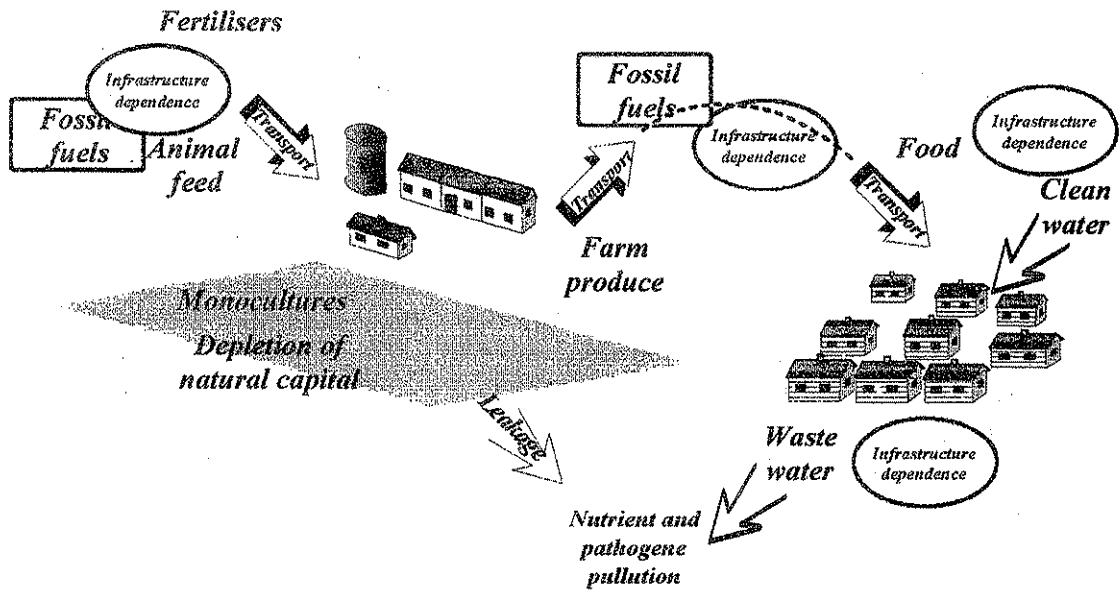 Fertilisers
Infrastructure
dependence
Fossil
fuels
Animal
feed
Transport
Fossil
fuels
Infrastructure
dependence
Transport
Farm
produce
Food
Transport
Infrastructure
dependence
Clean
water
Monocultures
Depletion of
natural capital
Leakage
Waste
water
Infrastructure
dependence
Nutrient and
pathogene
pullution